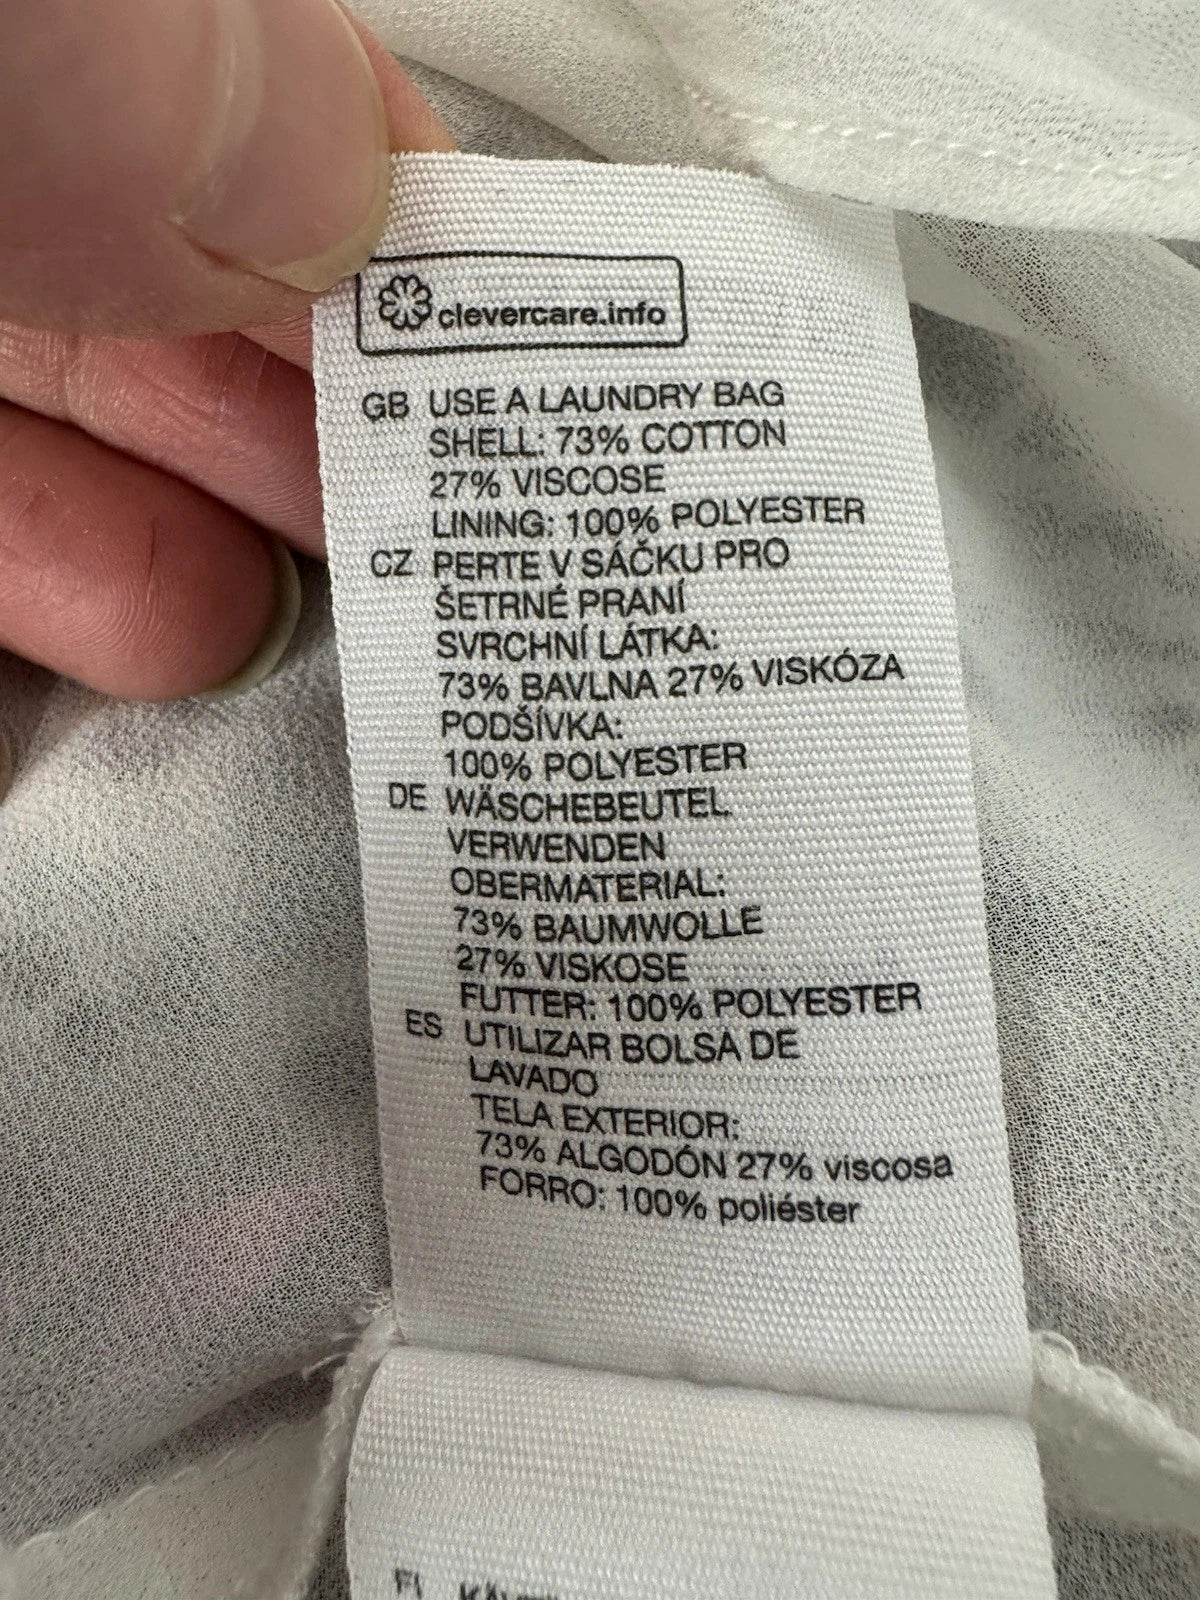 clevercare.info
GB USE A LAUNDRY BAG
SHELL: 73% COTTON
27% VISCOSE
LINING: 100% POLYESTER
CZ PERTE V SÁČKU PRO
ŠETRNÉ PRANÍ
SVRCHNÍ LÁTKA:
73% BAVLNA 27% VISKÓZA
PODŠÍVKA:
100% POLYESTER
DE WÄSCHEBEUTEL
VERWENDEN
OBERMATERIAL:
73% BAUMWOLLE
27% VISKOSE
FUTTER: 100% POLYESTER
ES UTILIZAR BOLSA DE
LAVADO
TELA EXTERIOR:
73% ALGODÓN 27% viscosa
FORRO: 100% poliéster
FI